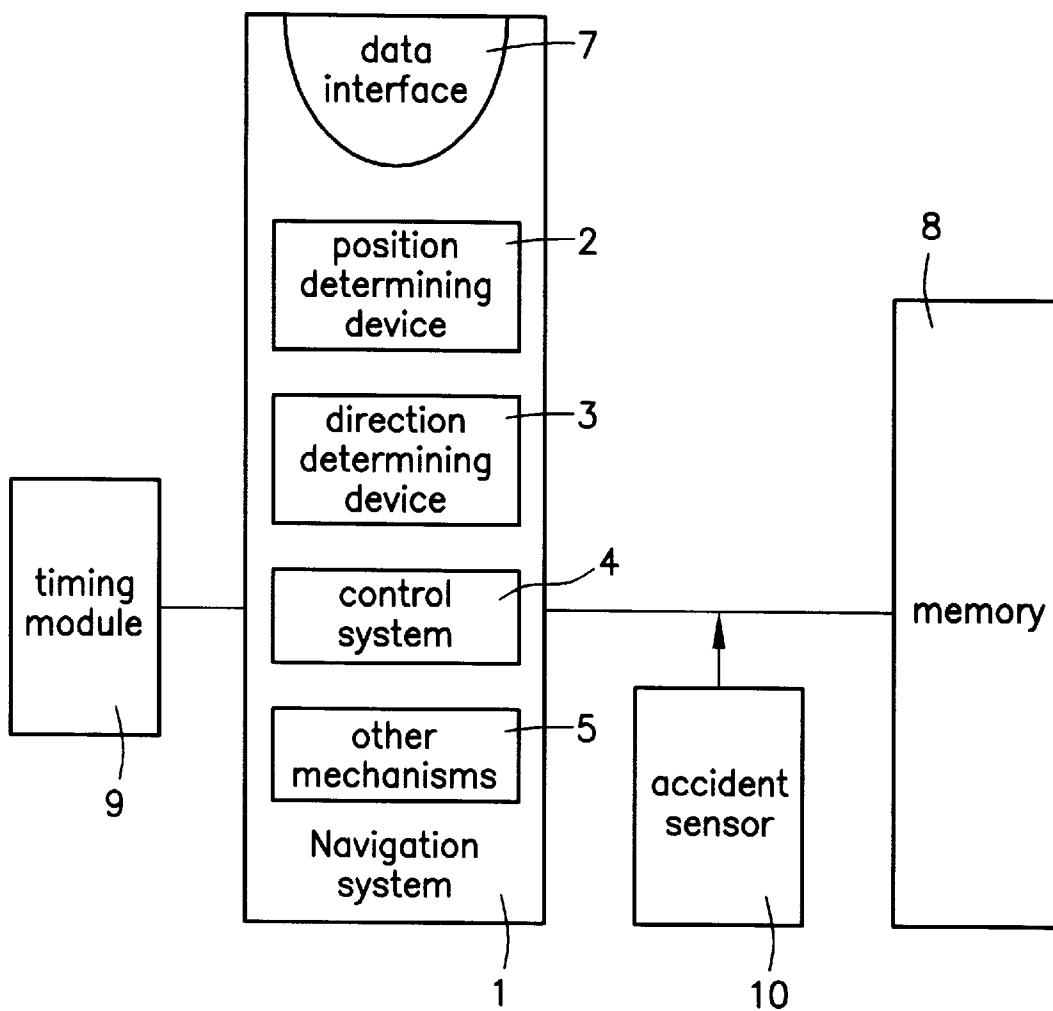 data
interface
7
position
determining
device
2
direction
determining
device
3
control
system
4
other
mechanisms
5
Navigation
system
1
timing
module
9
accident
sensor
10
8
memory